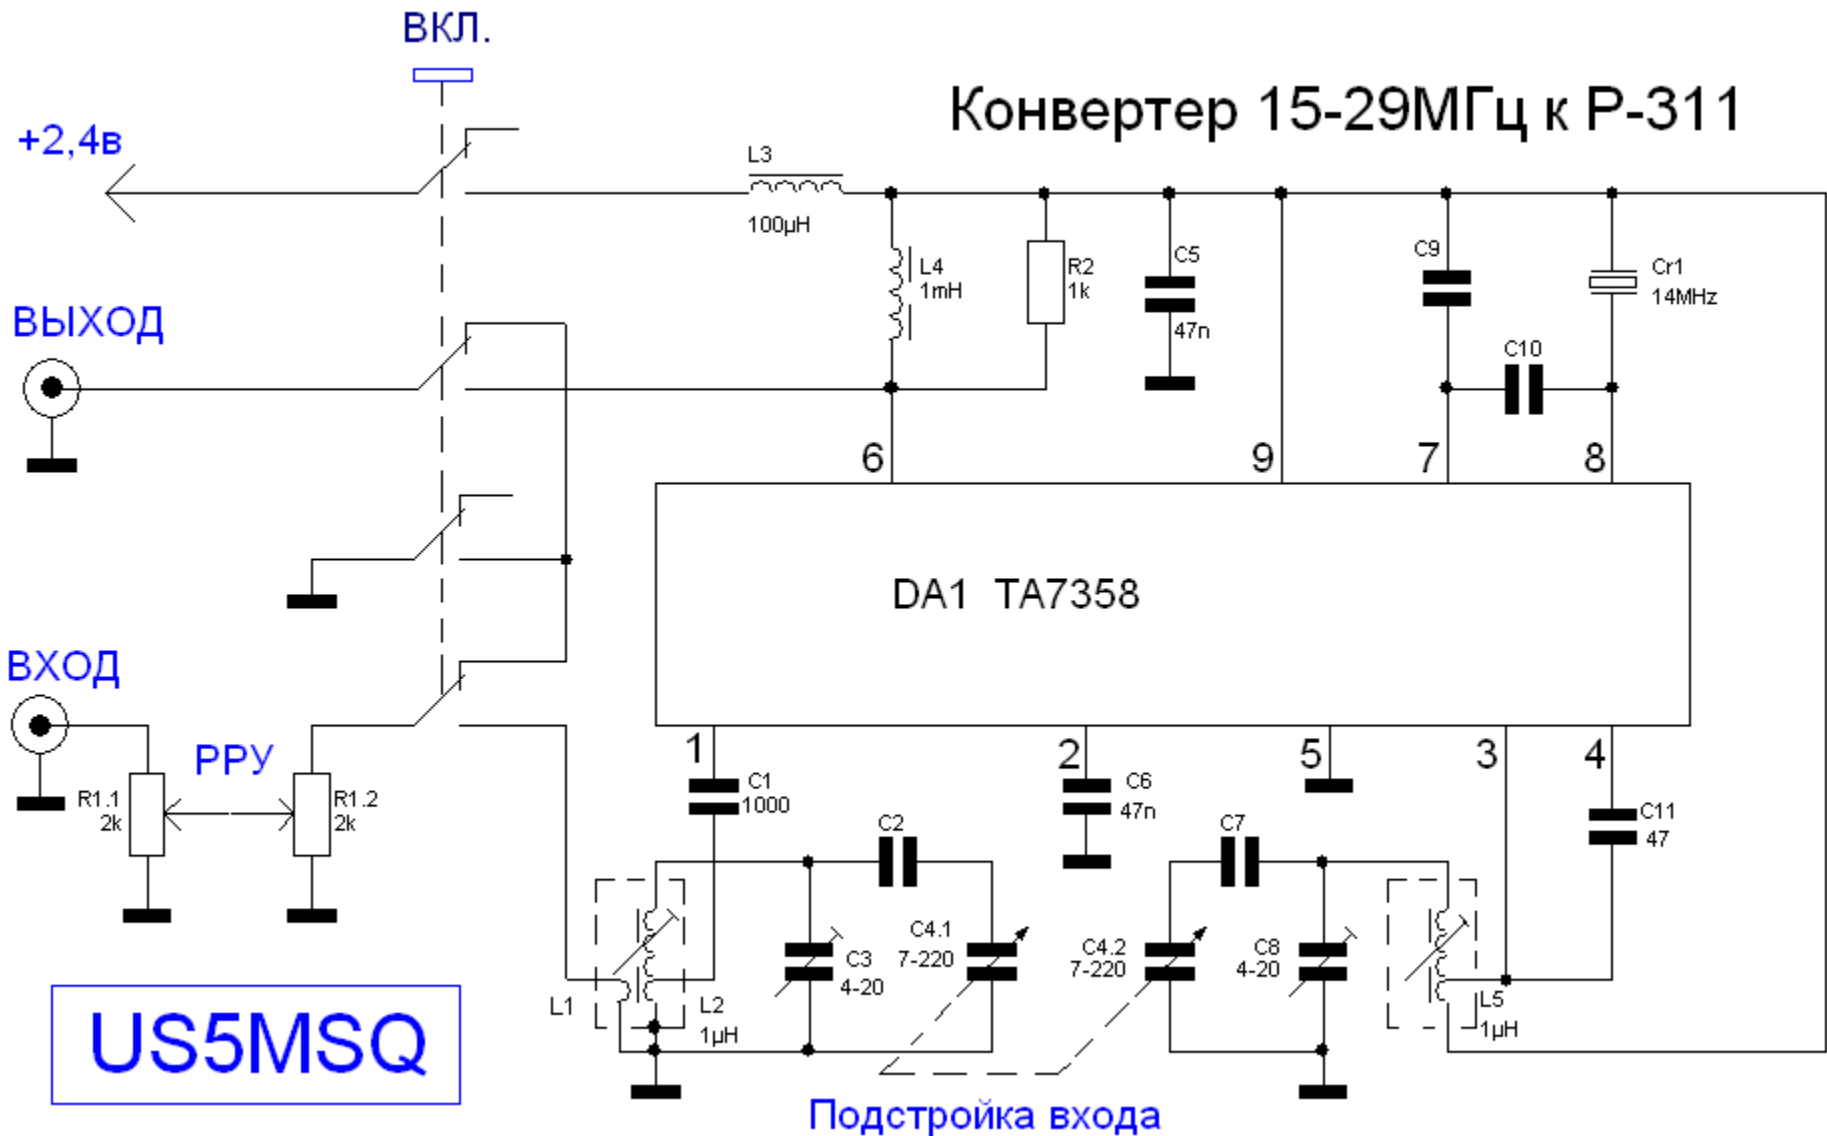 ВКЛ.
Конвертер 15-29МГц к Р-311
+2,4в
L3
100µH
L4
1mH
R2
1k
C5
47n
C9
Cr1
14MHz
C10
ВЫХОД
6
9
7
8
DA1 TA7358
ВХОД
1
2
5
3
4
РРУ
R1.1
2k
R1.2
2k
C1
1000
C6
47n
C2
C7
C11
47
C3
4-20
C4.1
7-220
C4.2
7-220
C8
4-20
L1
L2
1µH
L5
1µH
US5MSQ
Подстройка входа